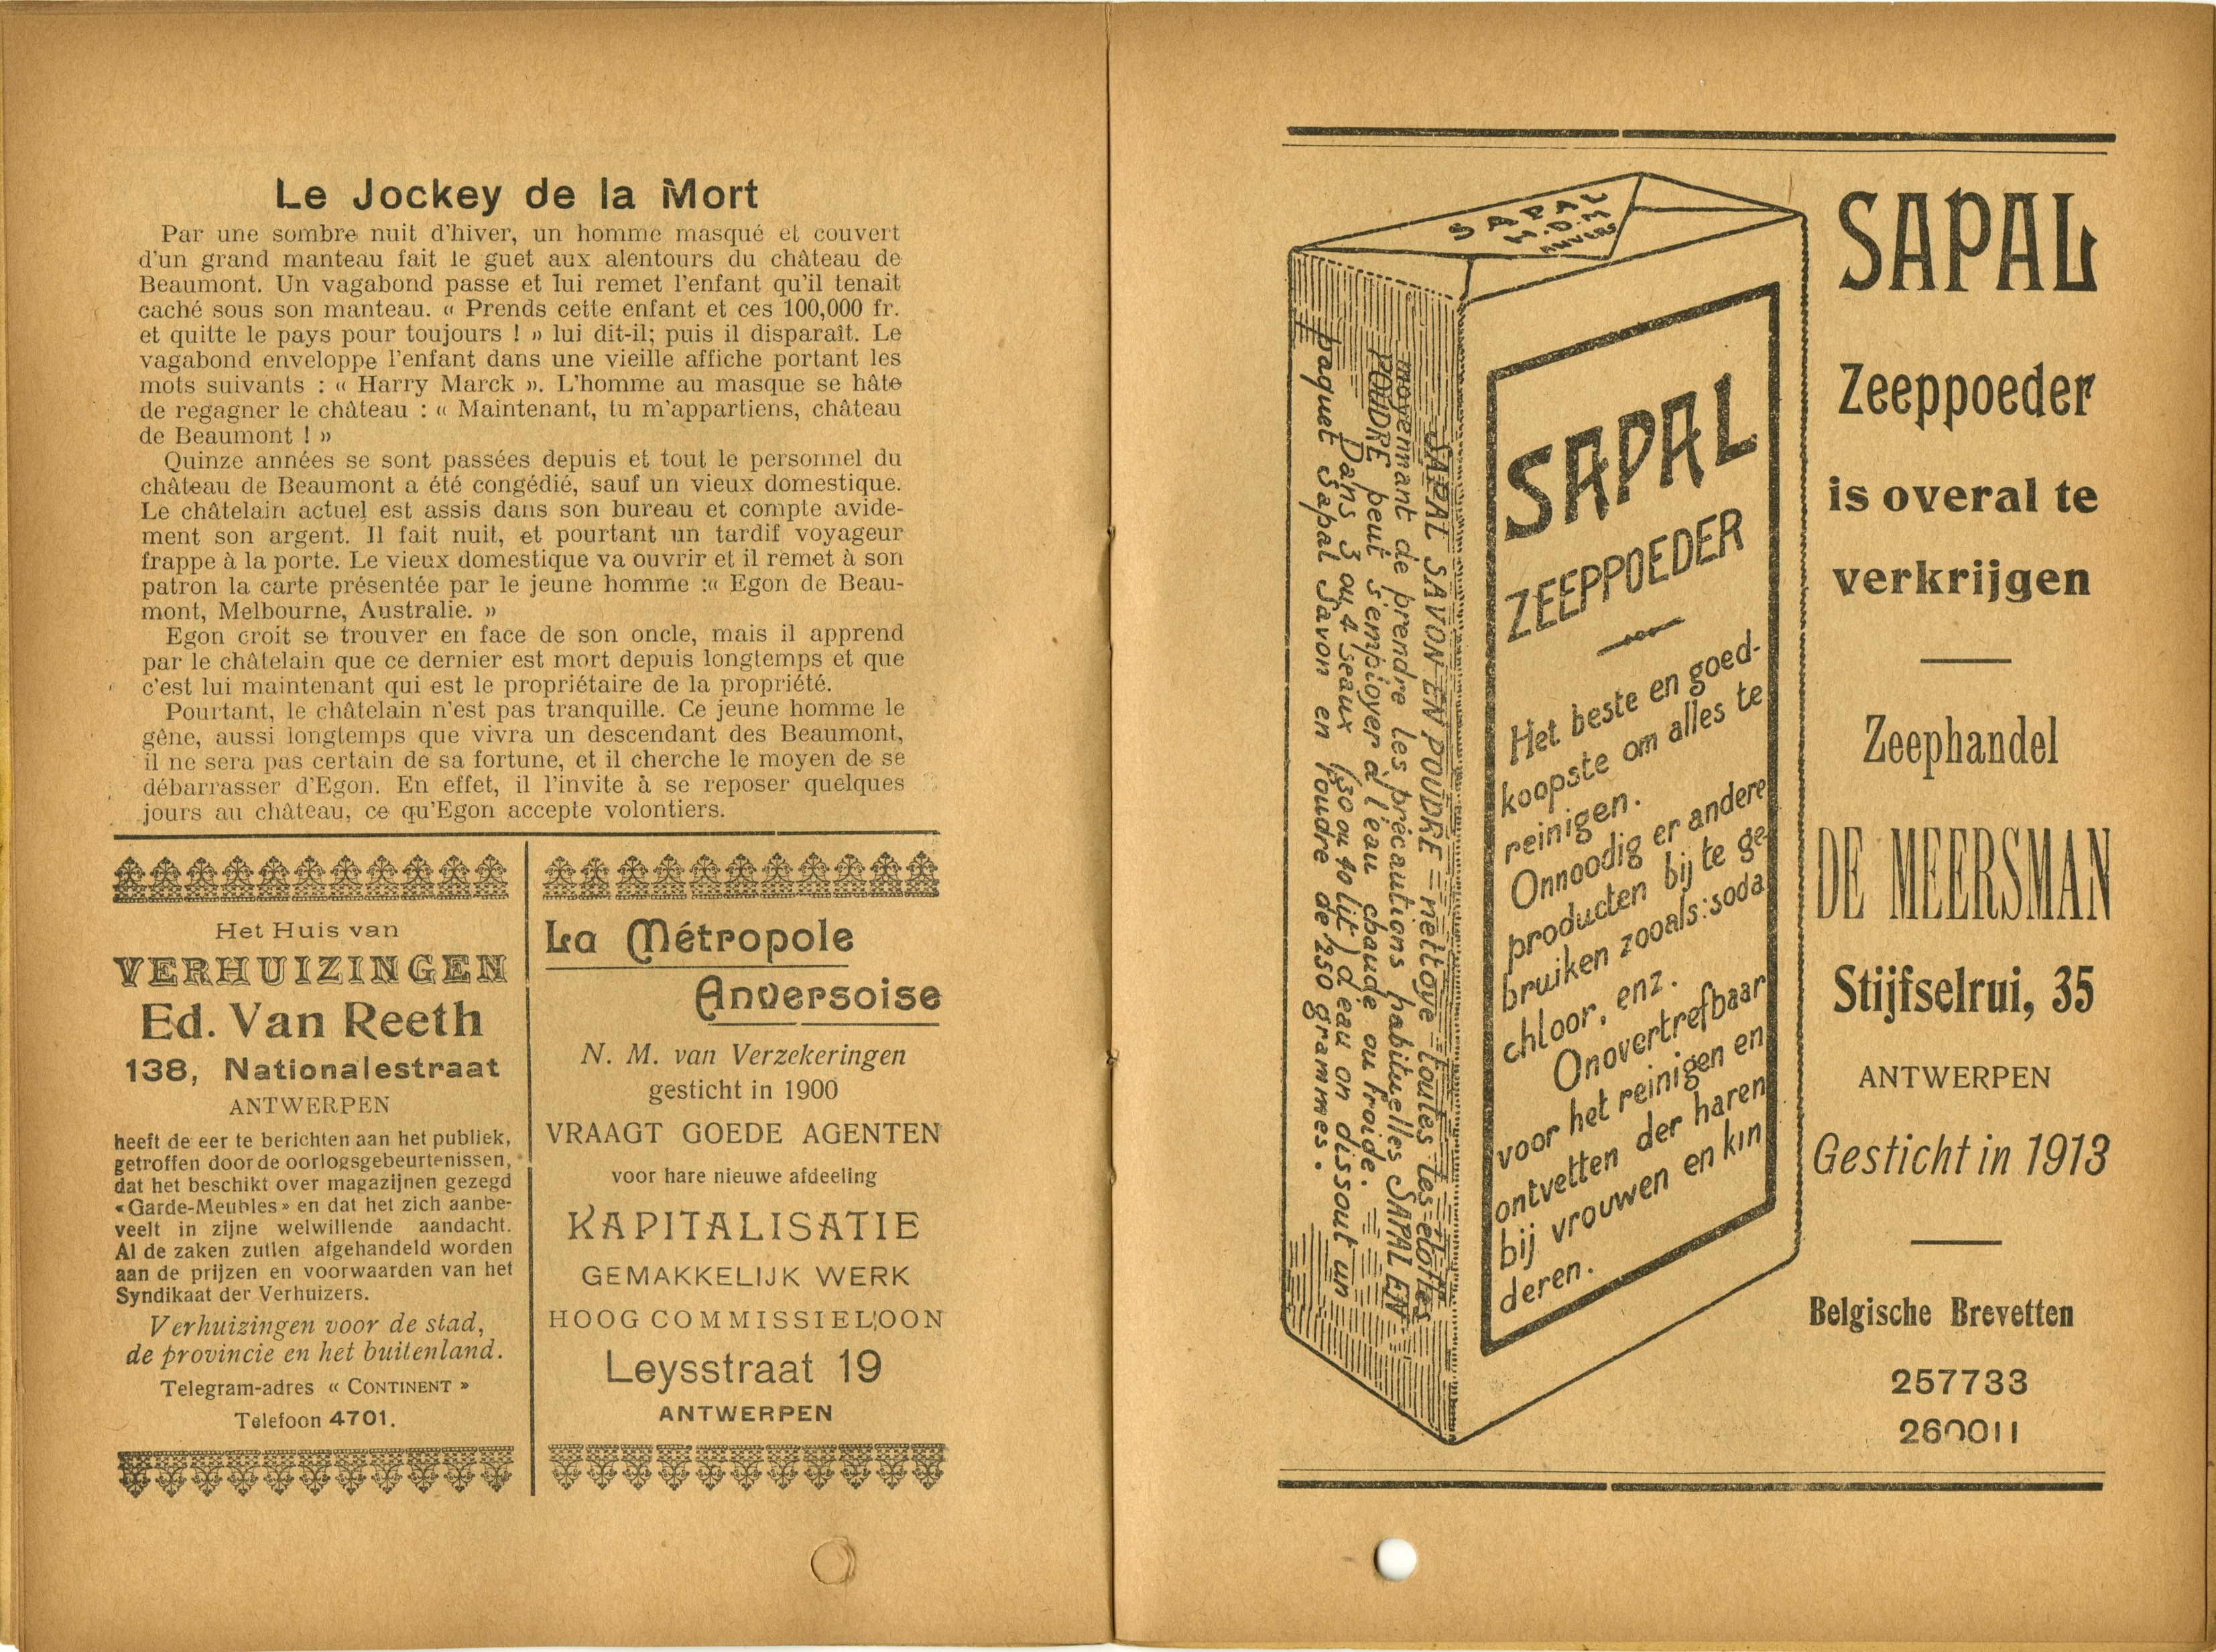 Le Jockey de la Mort
Par une sombre nuit d'hiver, un homme masqué et couvert
d'un grand manteau fait le guet aux alentours du château de
Beaumont. Un vagabond passe et lui remet l'enfant qu'il tenait
caché sous son manteau. « Prends cette enfant et ces 100,000 fr.
et quitte le pays pour toujours ! » lui dit-il; puis il disparaît. Le
vagabond enveloppe l'enfant dans une vieille affiche portant les
mots suivants : « Harry Marck ». L'homme au masque se hâte
de regagner le château : « Maintenant, tu m'appartiens, château
de Beaumont ! »
Quinze années se sont passées depuis et tout le personnel du
château de Beaumont a été congédié, sauf un vieux domestique.
Le châtelain actuel est assis dans son bureau et compte avide-
ment son argent. Il fait nuit, et pourtant un tardif voyageur
frappe à la porte. Le vieux domestique va ouvrir et il remet à son
patron la carte présentée par le jeune homme :« Egon de Beau-
mont, Melbourne, Australie. »
Egon croit se trouver en face de son oncle, mais il apprend
par le châtelain que ce dernier est mort depuis longtemps et que
c'est lui maintenant qui est le propriétaire de la propriété.
Pourtant, le châtelain n'est pas tranquille. Ce jeune homme le
gêne, aussi longtemps que vivra un descendant des Beaumont,
il ne sera pas certain de sa fortune, et il cherche le moyen de se
débarrasser d'Egon. En effet, il l'invite à se reposer quelques
jours au château, ce qu'Egon accepte volontiers.
Het Huis van
VERHUIZINGEN
Ed. Van Reeth
138, Nationalestraat
ANTWERPEN
heeft de eer te berichten aan het publiek,
getroffen door de oorlogsgebeurtenissen,
dat het beschikt over magazijnen gezegd
« Garde-Meubles » en dat het zich aanbe-
veelt in zijne welwillende aandacht.
Al de zaken zullen afgehandeld worden
aan de prijzen en voorwaarden van het
Syndikaat der Verhuizers.
Verhuizingen voor de stad,
de provincie en het buitenland.
Telegram-adres « CONTINENT »
Telefoon 4701.
La Métropole
Anversoise
N. M. van Verzekeringen
gesticht in 1900
VRAAGT GOEDE AGENTEN
voor hare nieuwe afdeeling
KAPITALISATIE
GEMAKKELIJK WERK
HOOG COMMISSIELOON
Leysstraat 19
ANTWERPEN
SAPAL
H.D.M
ANVERS
SAPAL SAVON EN POUDRE = nettoye = toutes les etoffes
moyennant de prendre les précautions habituelles SAPAL EN
POUDRE peut s'employer à l'eau chaude ou froide.
Dans 3 ou 4 seaux (30 ou 40 lit) d'eau on dissout un
paquet Sapal Savon en Poudre de 250 grammes.
SAPAL
ZEEPPOEDER
Het beste en goed-
koopste om alles te
reinigen.
Onnoodig er andere
producten bij te ge
bruiken zooals:soda
chloor, enz.
Onovertrefbaar
voor het reinigen en
ontvetten der haren
bij vrouwen en kin
deren.
SAPAL
Zeeppoeder
is overal te
verkrijgen
Zeephandel
DE MEERSMAN
Stijfselrui, 35
ANTWERPEN
Gesticht in 1913
Belgische Brevetten
257733
260011